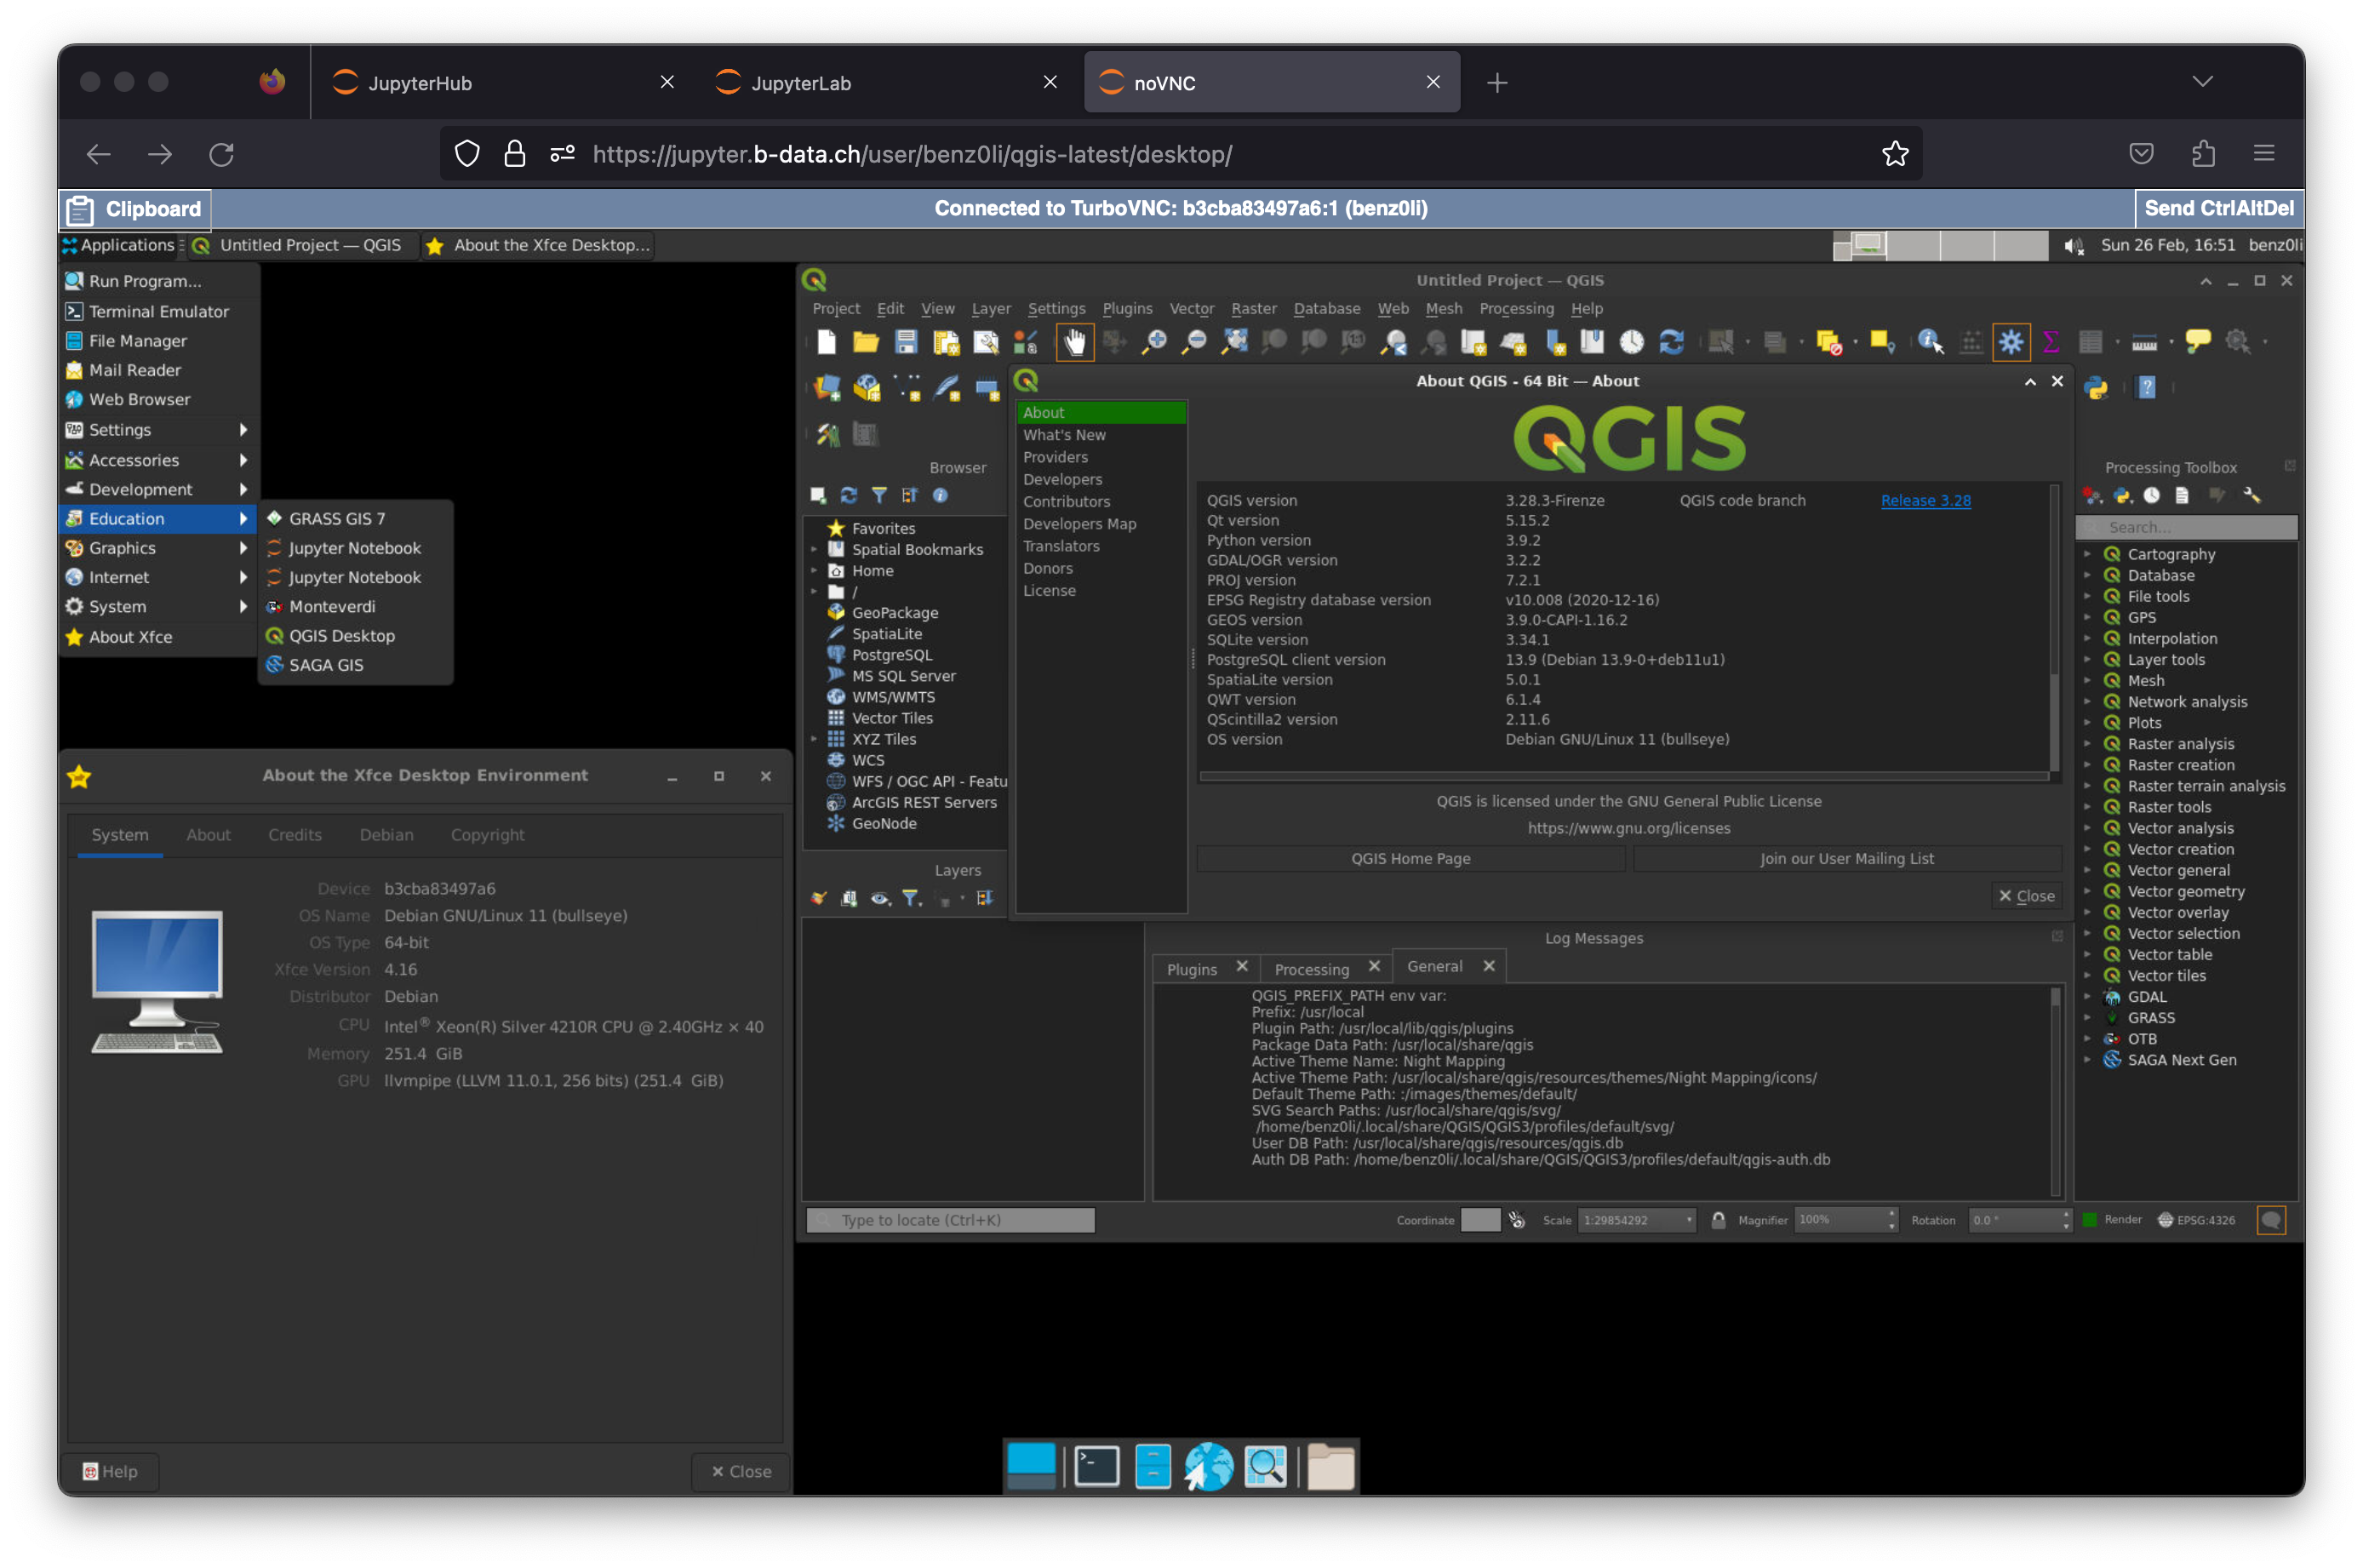 JupyterHub
JupyterLab
noVNC
https://jupyter.b-data.ch/user/benz0li/qgis-latest/desktop/
Clipboard
Connected to TurboVNC: b3cba83497a6:1 (benz0li)
Send CtrlAltDel
Applications
Untitled Project — QGIS
About the Xfce Desktop...
Sun 26 Feb, 16:51
benz0li
Run Program...
Terminal Emulator
File Manager
Mail Reader
Web Browser
Settings
Accessories
Development
Education
Graphics
Internet
System
About Xfce
GRASS GIS 7
Jupyter Notebook
Jupyter Notebook
Monteverdi
QGIS Desktop
SAGA GIS
Untitled Project — QGIS
Project Edit View Layer Settings Plugins Vector Raster Database Web Mesh Processing Help
Browser
Favorites
Spatial Bookmarks
Home
/
GeoPackage
SpatiaLite
PostgreSQL
MS SQL Server
WMS/WMTS
Vector Tiles
XYZ Tiles
WCS
WFS / OGC API - Featu
ArcGIS REST Servers
GeoNode
Layers
About QGIS - 64 Bit — About
About
What's New
Providers
Developers
Contributors
Developers Map
Translators
Donors
License
QGIS
QGIS version 3.28.3-Firenze QGIS code branch Release 3.28
Qt version 5.15.2
Python version 3.9.2
GDAL/OGR version 3.2.2
PROJ version 7.2.1
EPSG Registry database version v10.008 (2020-12-16)
GEOS version 3.9.0-CAPI-1.16.2
SQLite version 3.34.1
PostgreSQL client version 13.9 (Debian 13.9-0+deb11u1)
SpatiaLite version 5.0.1
QWT version 6.1.4
QScintilla2 version 2.11.6
OS version Debian GNU/Linux 11 (bullseye)
QGIS is licensed under the GNU General Public License
https://www.gnu.org/licenses
QGIS Home Page
Join our User Mailing List
Close
Processing Toolbox
Search...
Cartography
Database
File tools
GPS
Interpolation
Layer tools
Mesh
Network analysis
Plots
Raster analysis
Raster creation
Raster terrain analysis
Raster tools
Vector analysis
Vector creation
Vector general
Vector geometry
Vector overlay
Vector selection
Vector table
Vector tiles
GDAL
GRASS
OTB
SAGA Next Gen
Log Messages
Plugins
Processing
General
QGIS_PREFIX_PATH env var:
Prefix: /usr/local
Plugin Path: /usr/local/lib/qgis/plugins
Package Data Path: /usr/local/share/qgis
Active Theme Name: Night Mapping
Active Theme Path: /usr/local/share/qgis/resources/themes/Night Mapping/icons/
Default Theme Path: :/images/themes/default/
SVG Search Paths: /usr/local/share/qgis/svg/
/home/benz0li/.local/share/QGIS/QGIS3/profiles/default/svg/
User DB Path: /usr/local/share/qgis/resources/qgis.db
Auth DB Path: /home/benz0li/.local/share/QGIS/QGIS3/profiles/default/qgis-auth.db
Type to locate (Ctrl+K)
Coordinate
Scale 1:29854292
Magnifier 100%
Rotation 0.0 °
Render
EPSG:4326
About the Xfce Desktop Environment
System About Credits Debian Copyright
Device b3cba83497a6
OS Name Debian GNU/Linux 11 (bullseye)
OS Type 64-bit
Xfce Version 4.16
Distributor Debian
CPU Intel® Xeon(R) Silver 4210R CPU @ 2.40GHz × 40
Memory 251.4 GiB
GPU llvmpipe (LLVM 11.0.1, 256 bits) (251.4 GiB)
Help
Close